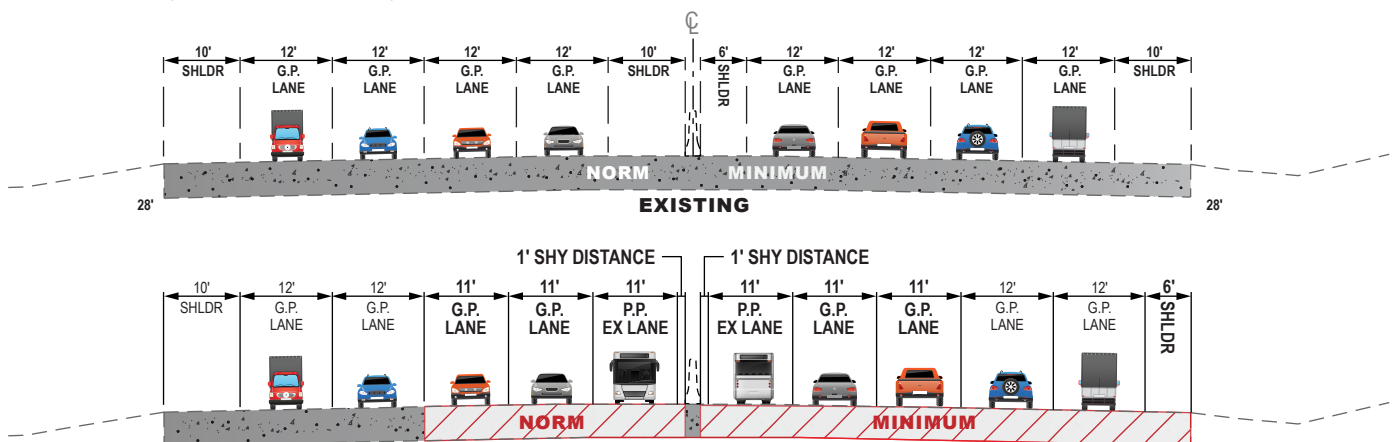 ℄
10' 12' 12' 12' 12' 10' 6' 12' 12' 12' 12' 10'
SHLDR G.P. G.P. G.P. G.P. SHLDR SHLDR G.P. G.P. G.P. G.P. SHLDR
LANE LANE LANE LANE LANE LANE LANE LANE
NORM MINIMUM
28' EXISTING 28'
1' SHY DISTANCE 1' SHY DISTANCE
10' 12' 12' 11' 11' 11' 11' 11' 11' 12' 12' 6'
SHLDR G.P. G.P. G.P. G.P. P.P. P.P. G.P. G.P. G.P. G.P. SHLDR
LANE LANE LANE LANE EX LANE EX LANE LANE LANE LANE LANE
NORM MINIMUM